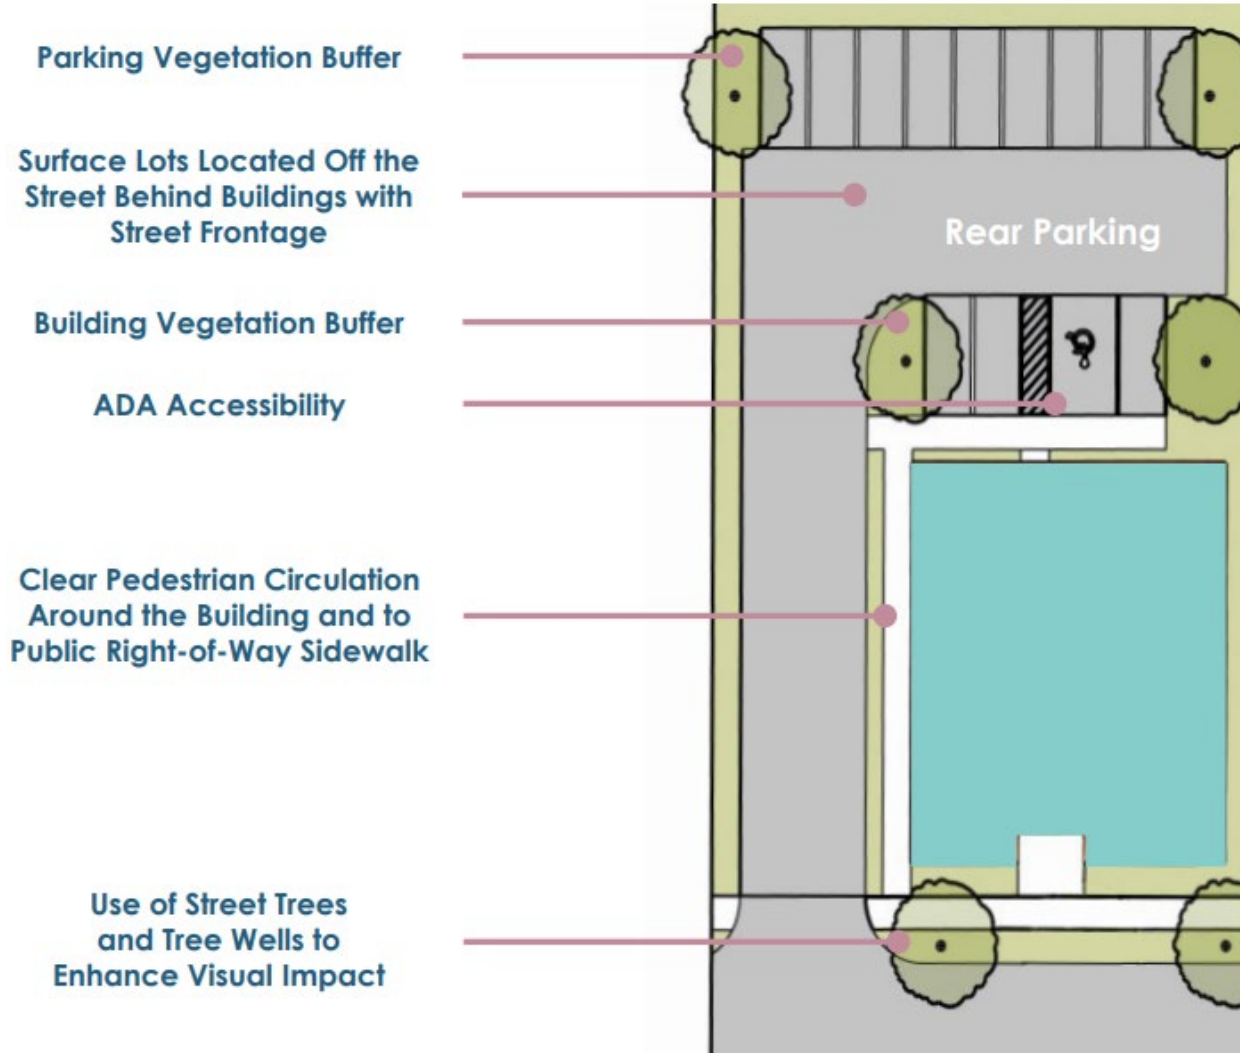 Parking Vegetation Buffer
Surface Lots Located Off the
Street Behind Buildings with
Street Frontage
Rear Parking
Building Vegetation Buffer
ADA Accessibility
Clear Pedestrian Circulation
Around the Building and to
Public Right-of-Way Sidewalk
Use of Street Trees
and Tree Wells to
Enhance Visual Impact